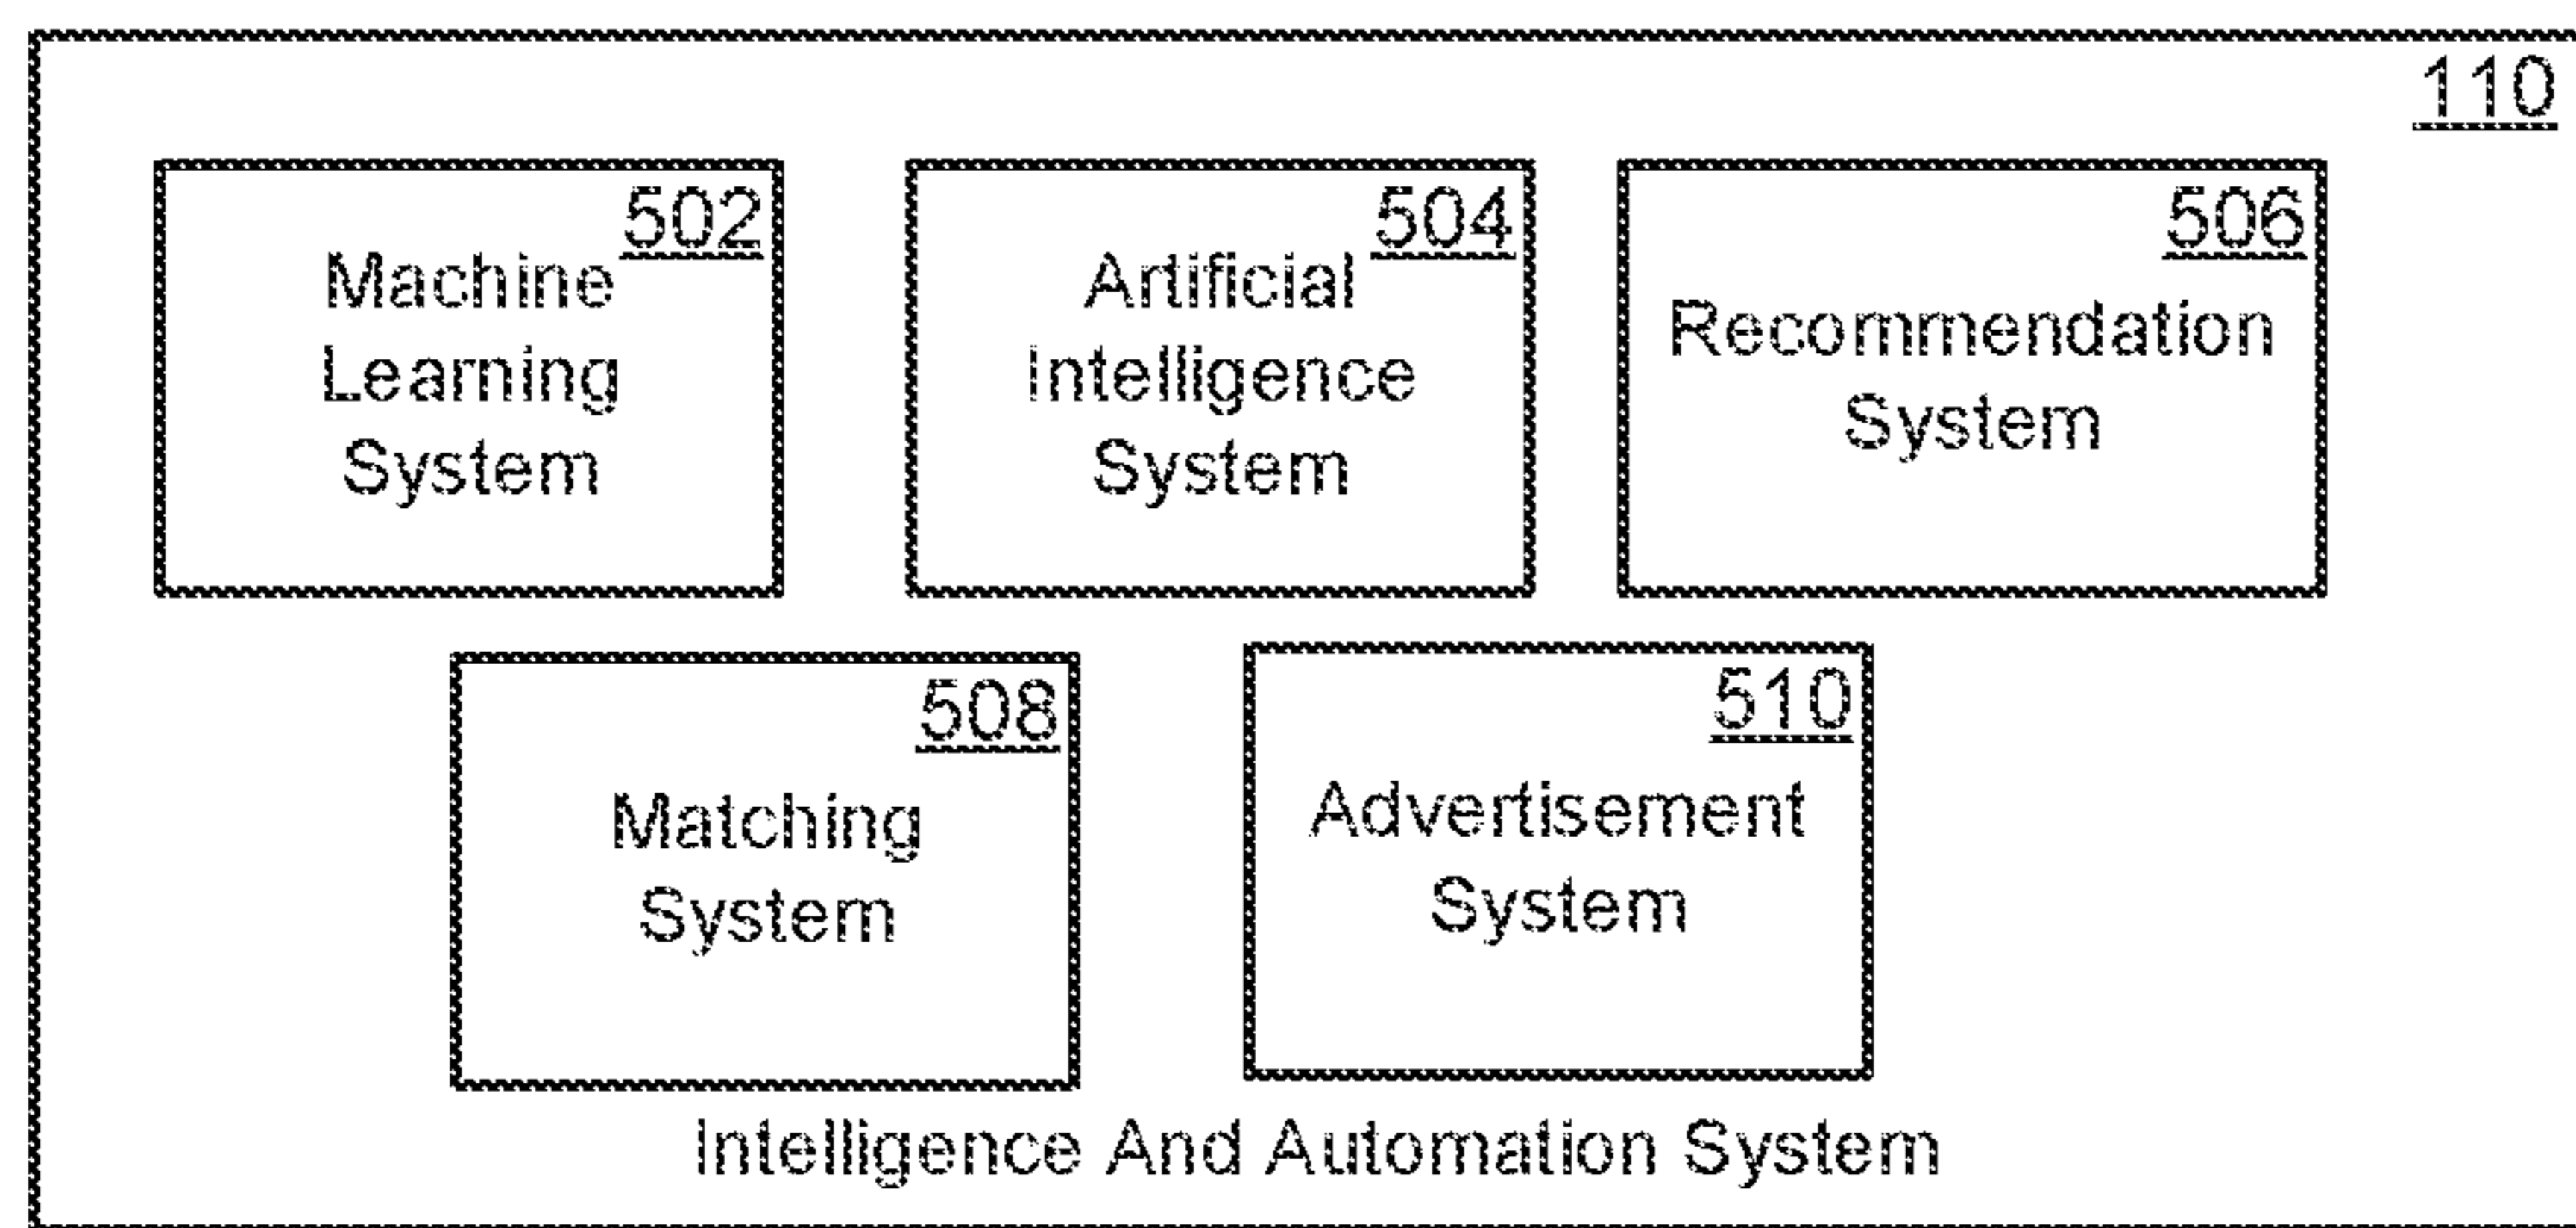 110
502
Machine
Learning
System
504
Artificial
Intelligence
System
506
Recommendation
System
508
Matching
System
510
Advertisement
System
Intelligence And Automation System